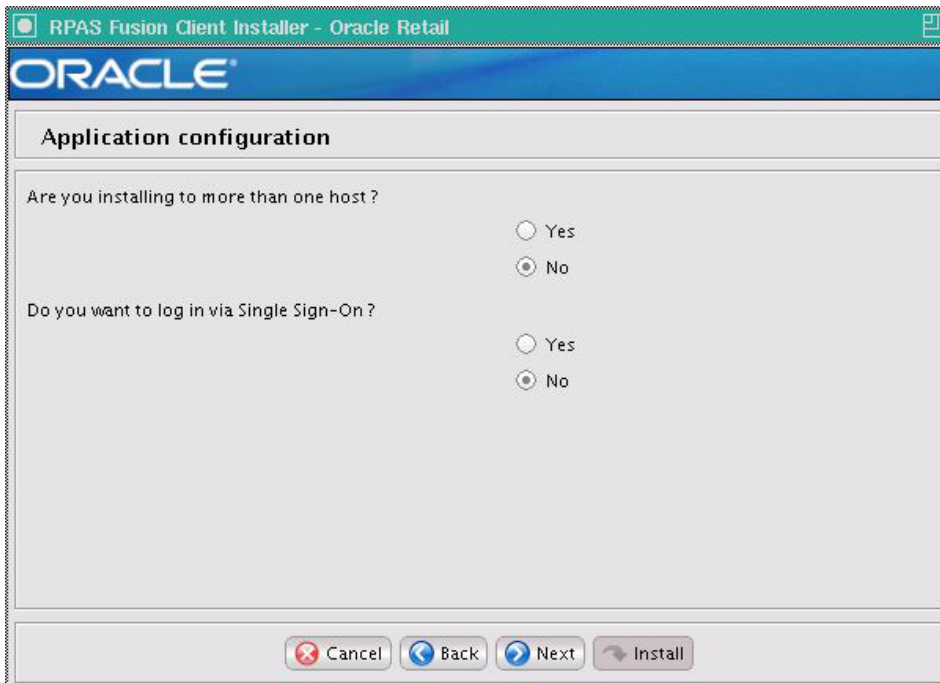 RPAS Fusion Client Installer - Oracle Retail
ORACLE®
Application configuration
Are you installing to more than one host?
Yes
No
Do you want to log in via Single Sign-On?
Yes
No
Cancel Back Next Install